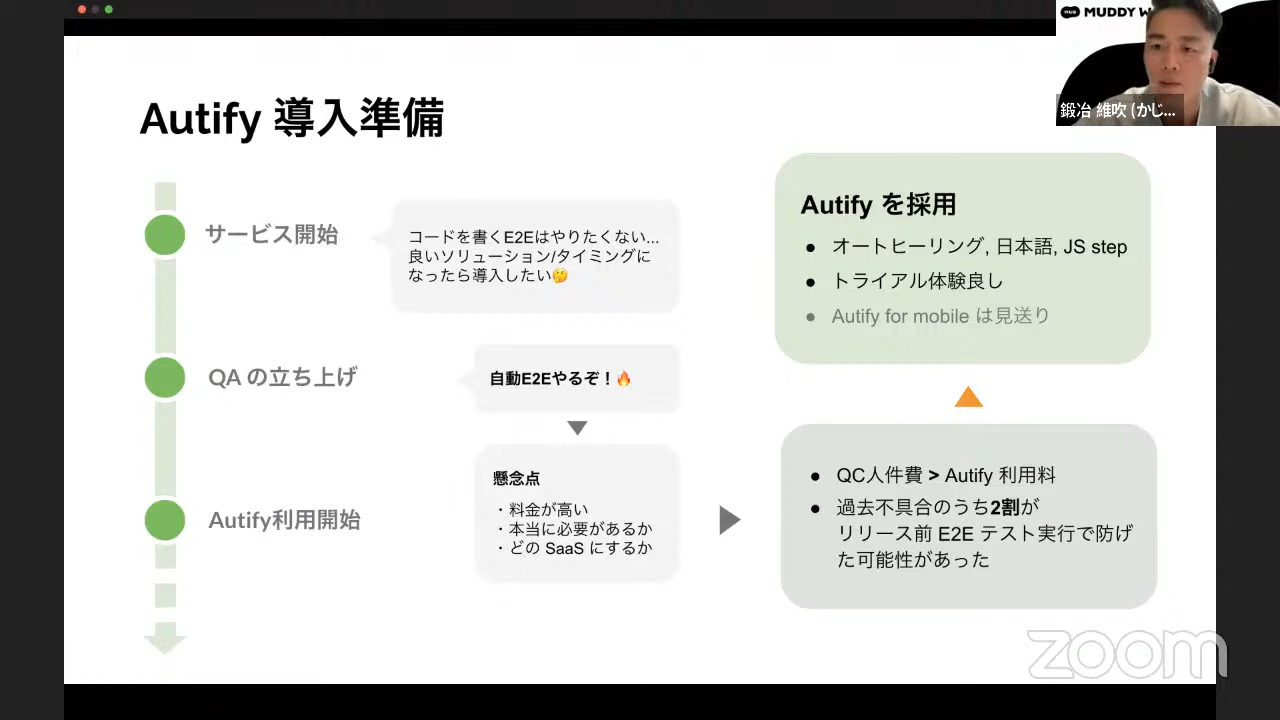 MUG MUDDY W
鍛冶 維吹 (かじ...
Autify 導入準備
サービス開始
コードを書くE2Eはやりたくない...
良いソリューション/タイミングに
なったら導入したい🤔
QA の立ち上げ
自動E2Eやるぞ！🔥
懸念点
・料金が高い
・本当に必要があるか
・どの SaaS にするか
Autify利用開始
Autify を採用
● オートヒーリング, 日本語, JS step
● トライアル体験良し
● Autify for mobile は見送り
● QC人件費 > Autify 利用料
● 過去不具合のうち2割が
リリース前 E2E テスト実行で防げ
た可能性があった
zoom